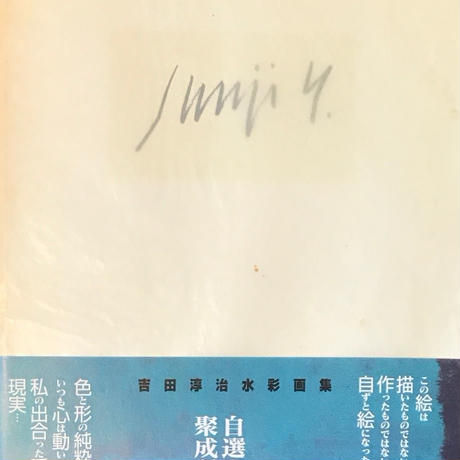 Junji Y.
吉田淳治水彩画集
この絵は
描いたものではな
作ったものではな
自ずと絵になった
自選
聚成
色と形の純粋
いつも心は動い
私の出合った
現実…